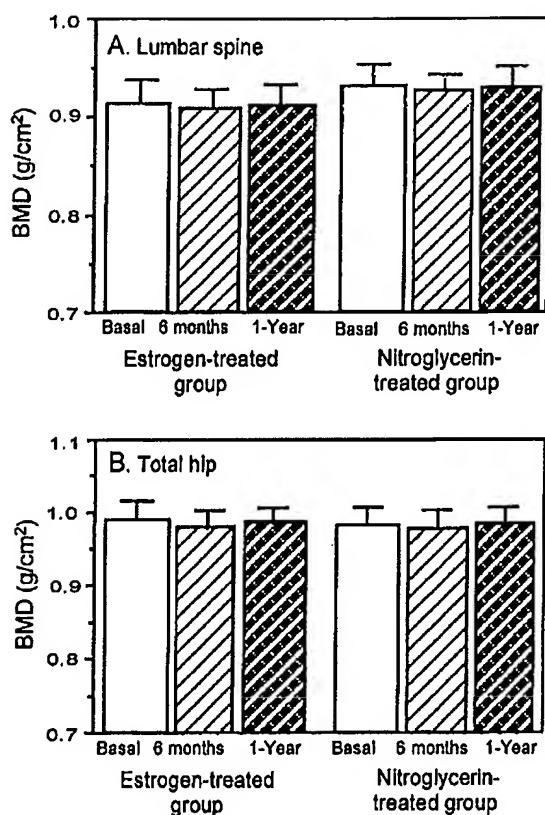 1.0
A. Lumbar spine
0.9
0.8
0.7
BMD (g/cm²)
Basal 6 months 1-Year Basal 6 months 1-Year
Estrogen-treated group
Nitroglycerin-treated group
1.1
B. Total hip
1.0
0.9
0.8
0.7
BMD (g/cm²)
Basal 6 months 1-Year Basal 6 months 1-Year
Estrogen-treated group
Nitroglycerin-treated group